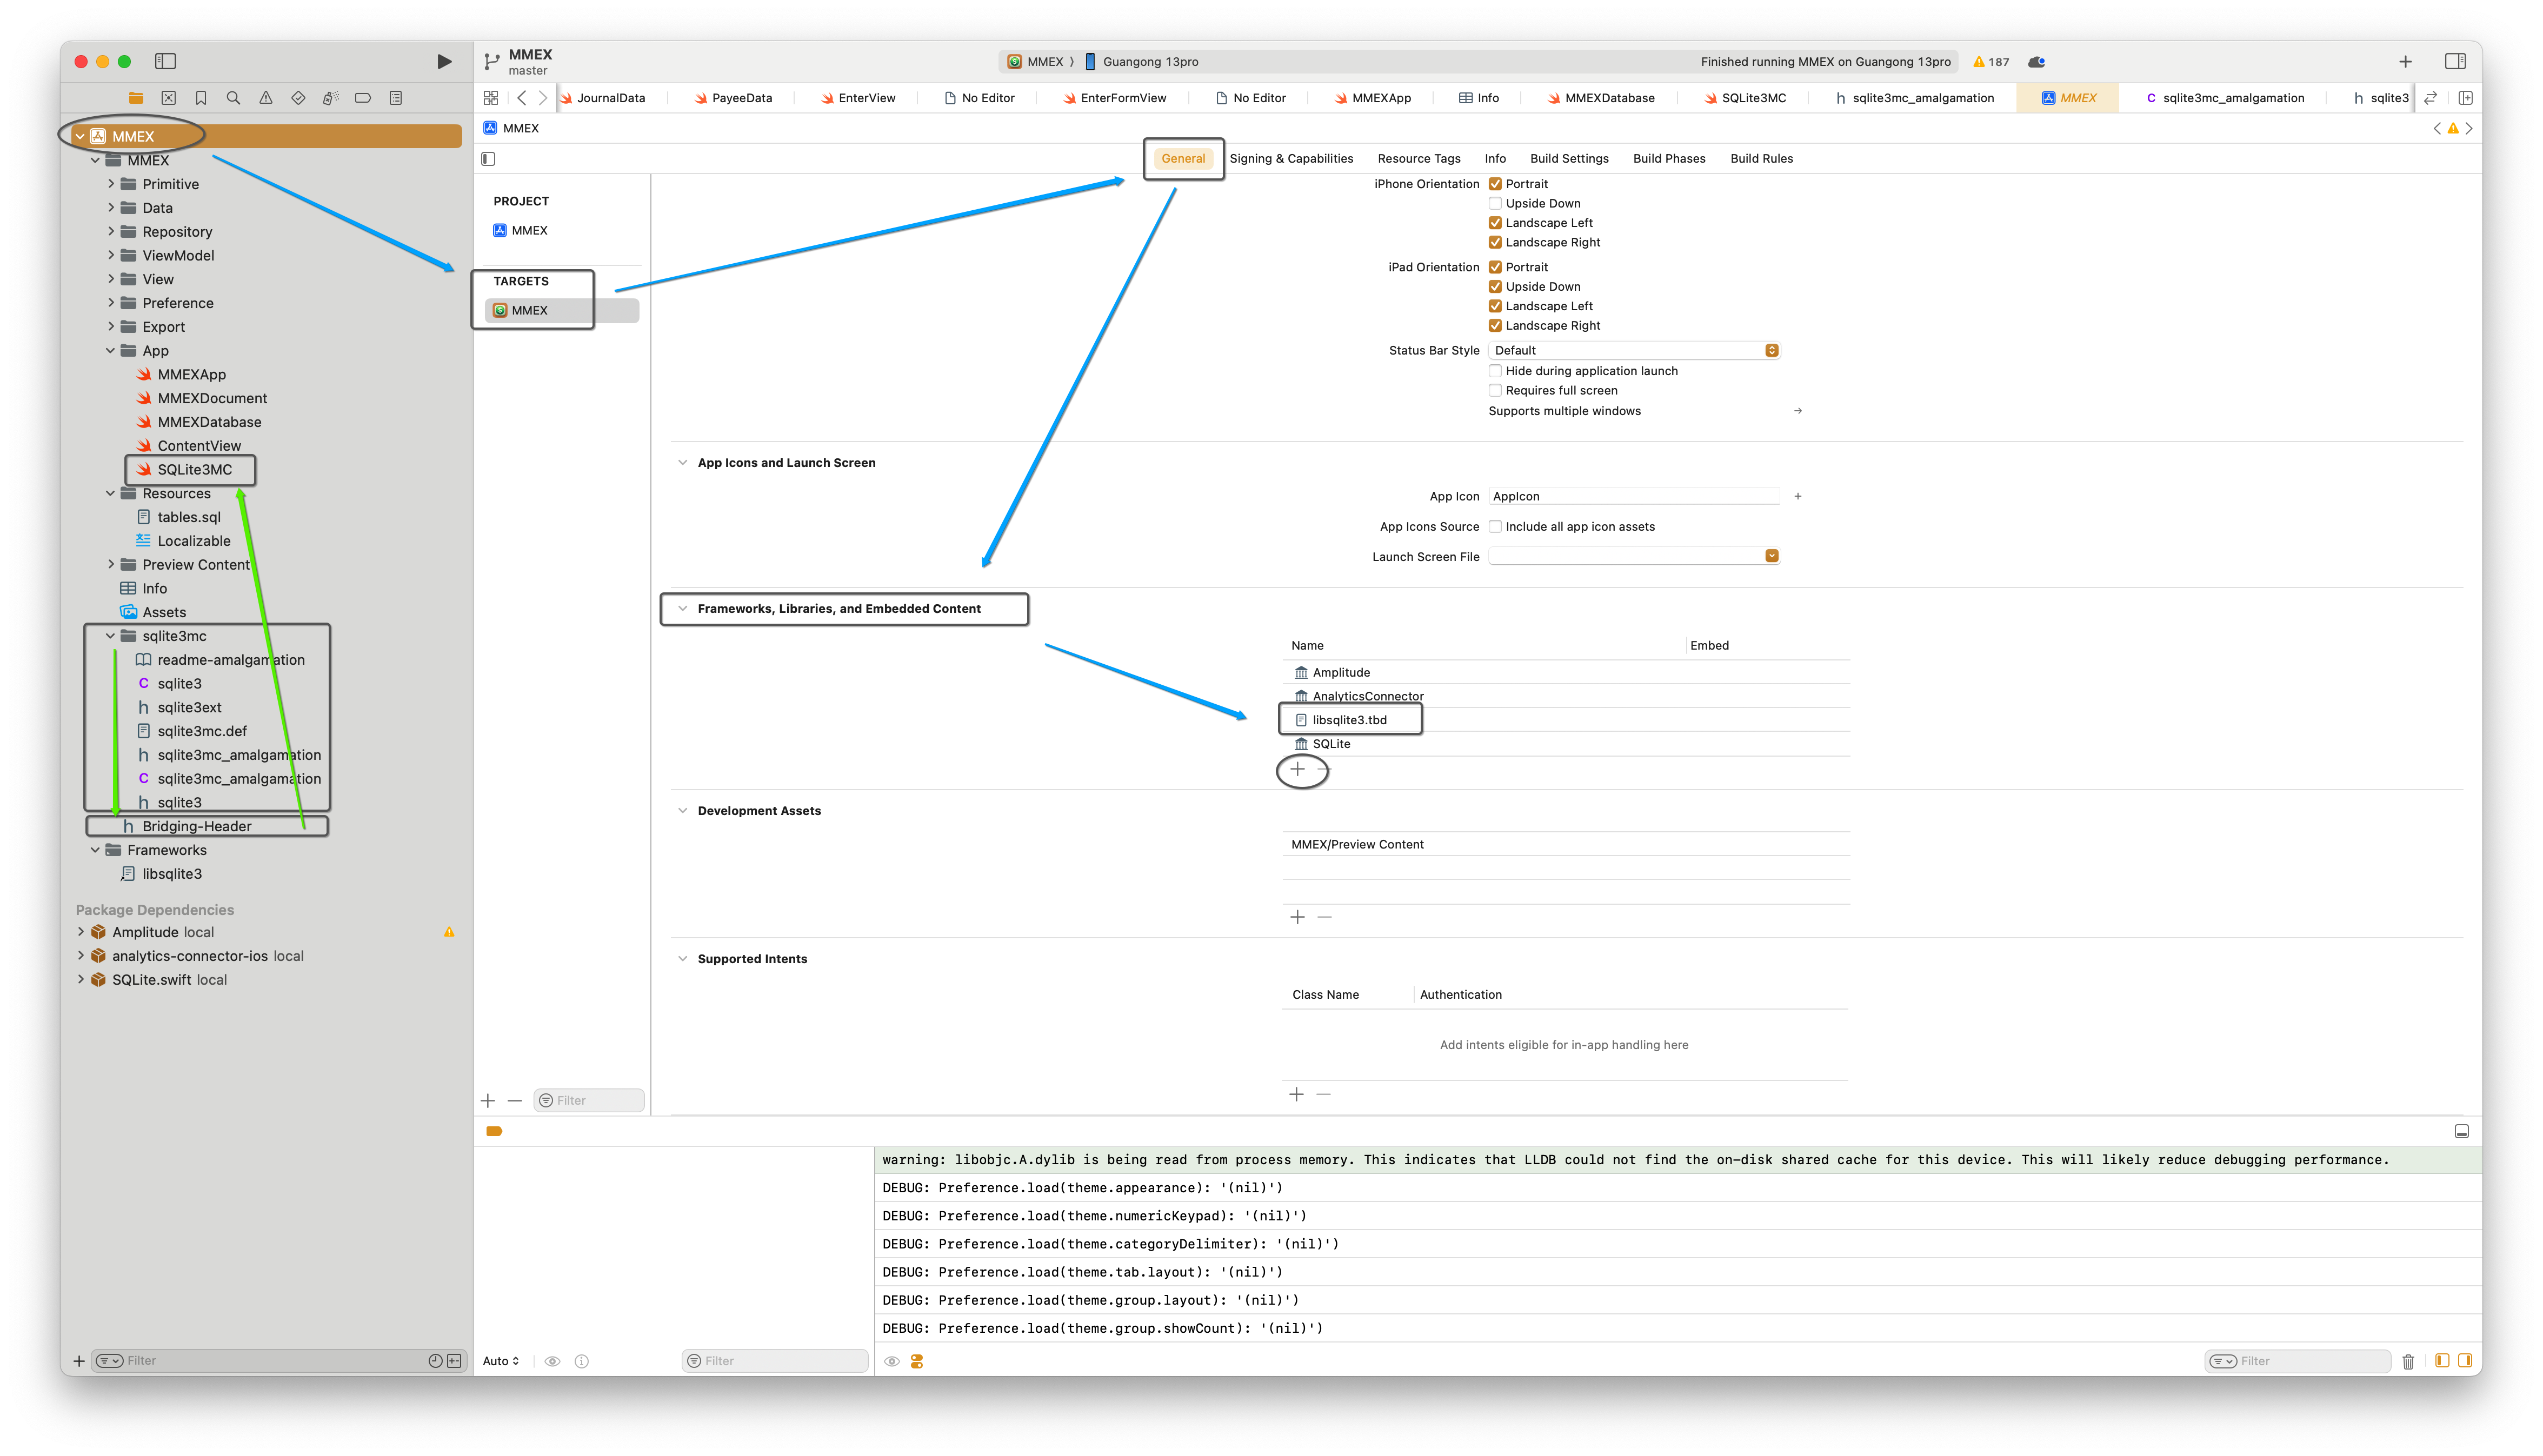 MMEX
master
MMEX 〉 Guangong 13pro
Finished running MMEX on Guangong 13pro
187
JournalData
PayeeData
EnterView
No Editor
EnterFormView
No Editor
MMEXApp
Info
MMEXDatabase
SQLite3MC
h sqlite3mc_amalgamation
MMEX
C sqlite3mc_amalgamation
h sqlite3
MMEX
MMEX
Primitive
Data
Repository
ViewModel
View
Preference
Export
App
MMEXApp
MMEXDocument
MMEXDatabase
ContentView
SQLite3MC
Resources
tables.sql
Localizable
Preview Content
Info
Assets
sqlite3mc
readme-amalgamation
C sqlite3
h sqlite3ext
sqlite3mc.def
h sqlite3mc_amalgamation
C sqlite3mc_amalgamation
h sqlite3
h Bridging-Header
Frameworks
libsqlite3
Package Dependencies
Amplitude local
analytics-connector-ios local
SQLite.swift local
Filter
MMEX
General
Signing & Capabilities
Resource Tags
Info
Build Settings
Build Phases
Build Rules
PROJECT
MMEX
TARGETS
MMEX
Filter
iPhone Orientation
Portrait
Upside Down
Landscape Left
Landscape Right
iPad Orientation
Portrait
Upside Down
Landscape Left
Landscape Right
Status Bar Style
Default
Hide during application launch
Requires full screen
Supports multiple windows
App Icons and Launch Screen
App Icon
AppIcon
App Icons Source
Include all app icon assets
Launch Screen File
Frameworks, Libraries, and Embedded Content
Name
Embed
Amplitude
AnalyticsConnector
libsqlite3.tbd
SQLite
Development Assets
MMEX/Preview Content
Supported Intents
Class Name
Authentication
Add intents eligible for in-app handling here
warning: libobjc.A.dylib is being read from process memory. This indicates that LLDB could not find the on-disk shared cache for this device. This will likely reduce debugging performance.
DEBUG: Preference.load(theme.appearance): '(nil)')
DEBUG: Preference.load(theme.numericKeypad): '(nil)')
DEBUG: Preference.load(theme.categoryDelimiter): '(nil)')
DEBUG: Preference.load(theme.tab.layout): '(nil)')
DEBUG: Preference.load(theme.group.layout): '(nil)')
DEBUG: Preference.load(theme.group.showCount): '(nil)')
Auto
Filter
Filter